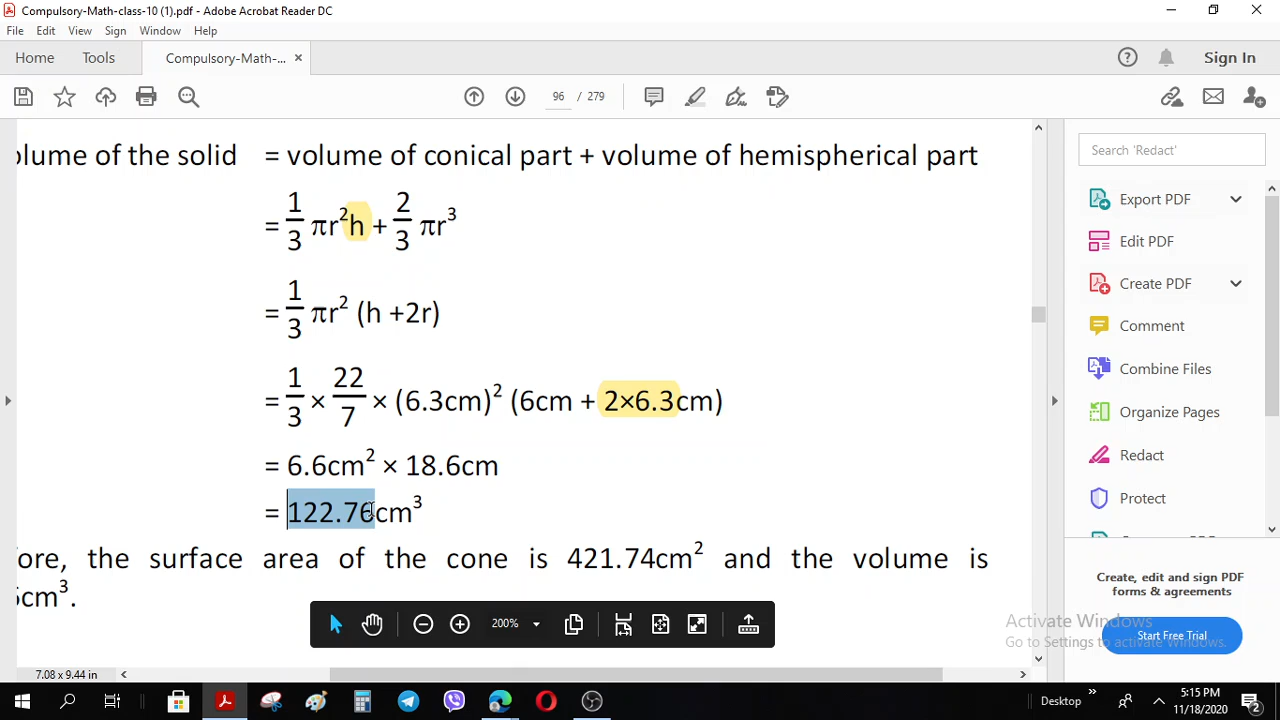 Compulsory-Math-class-10 (1).pdf - Adobe Acrobat Reader DC
File Edit View Sign Window Help
Home Tools Compulsory-Math-... × Sign In
96 / 279
olume of the solid = volume of conical part + volume of hemispherical part
= 1/3 πr²h + 2/3 πr³
= 1/3 πr² (h +2r)
= 1/3 × 22/7 × (6.3cm)² (6cm + 2×6.3cm)
= 6.6cm² × 18.6cm
= 122.76cm³
ore, the surface area of the cone is 421.74cm² and the volume is
cm³.
200%
7.08 x 9.44 in
Search 'Redact'
Export PDF
Edit PDF
Create PDF
Comment
Combine Files
Organize Pages
Redact
Protect
Create, edit and sign PDF
forms & agreements
Start Free Trial
Activate Windows
Go to Settings to activate Windows.
Desktop
5:15 PM
11/18/2020
2